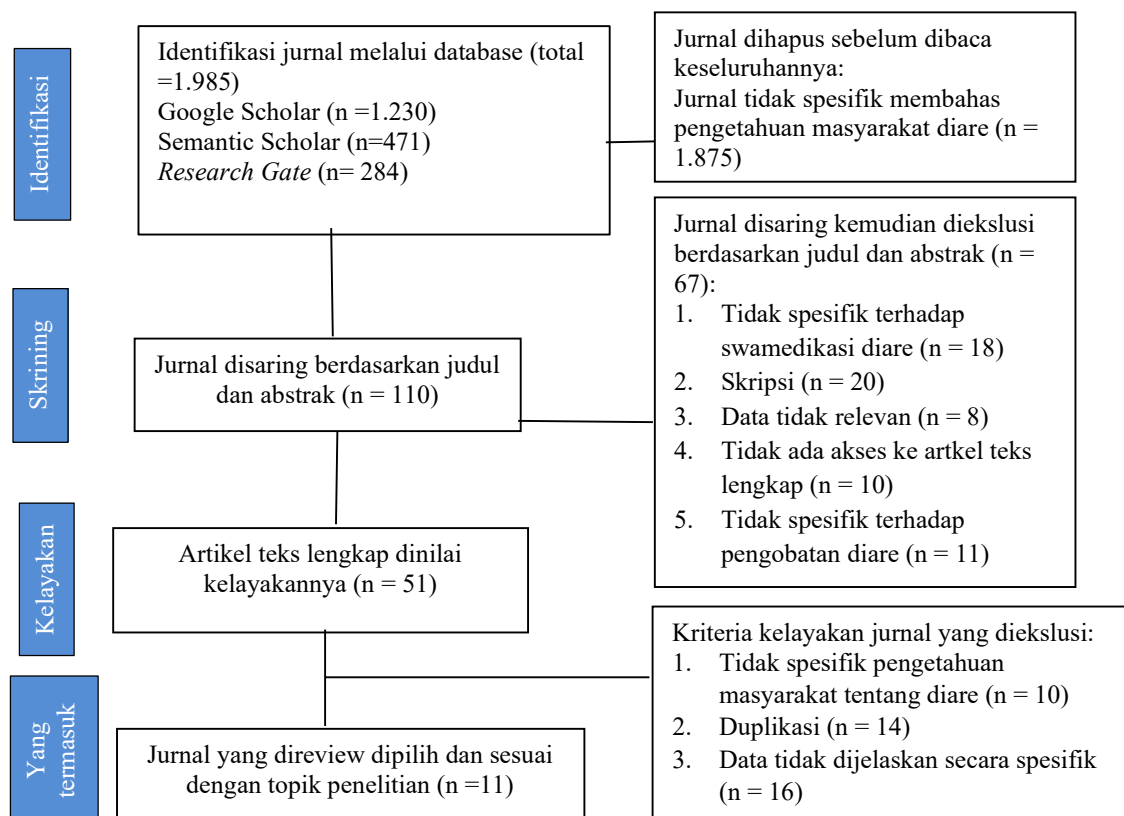 Identifikasi
Identifikasi jurnal melalui database (total
=1.985)
Google Scholar (n =1.230)
Semantic Scholar (n=471)
Research Gate (n= 284)
Jurnal dihapus sebelum dibaca
keseluruhannya:
Jurnal tidak spesifik membahas
pengetahuan masyarakat diare (n =
1.875)
Skrining
Jurnal disaring berdasarkan judul
dan abstrak (n = 110)
Jurnal disaring kemudian diekslusi
berdasarkan judul dan abstrak (n =
67):
1. Tidak spesifik terhadap
swamedikasi diare (n = 18)
2. Skripsi (n = 20)
3. Data tidak relevan (n = 8)
4. Tidak ada akses ke artkel teks
lengkap (n = 10)
5. Tidak spesifik terhadap
pengobatan diare (n = 11)
Kelayakan
Artikel teks lengkap dinilai
kelayakannya (n = 51)
Kriteria kelayakan jurnal yang diekslusi:
1. Tidak spesifik pengetahuan
masyarakat tentang diare (n = 10)
2. Duplikasi (n = 14)
3. Data tidak dijelaskan secara spesifik
(n = 16)
Yang
termasuk
Jurnal yang direview dipilih dan sesuai
dengan topik penelitian (n =11)